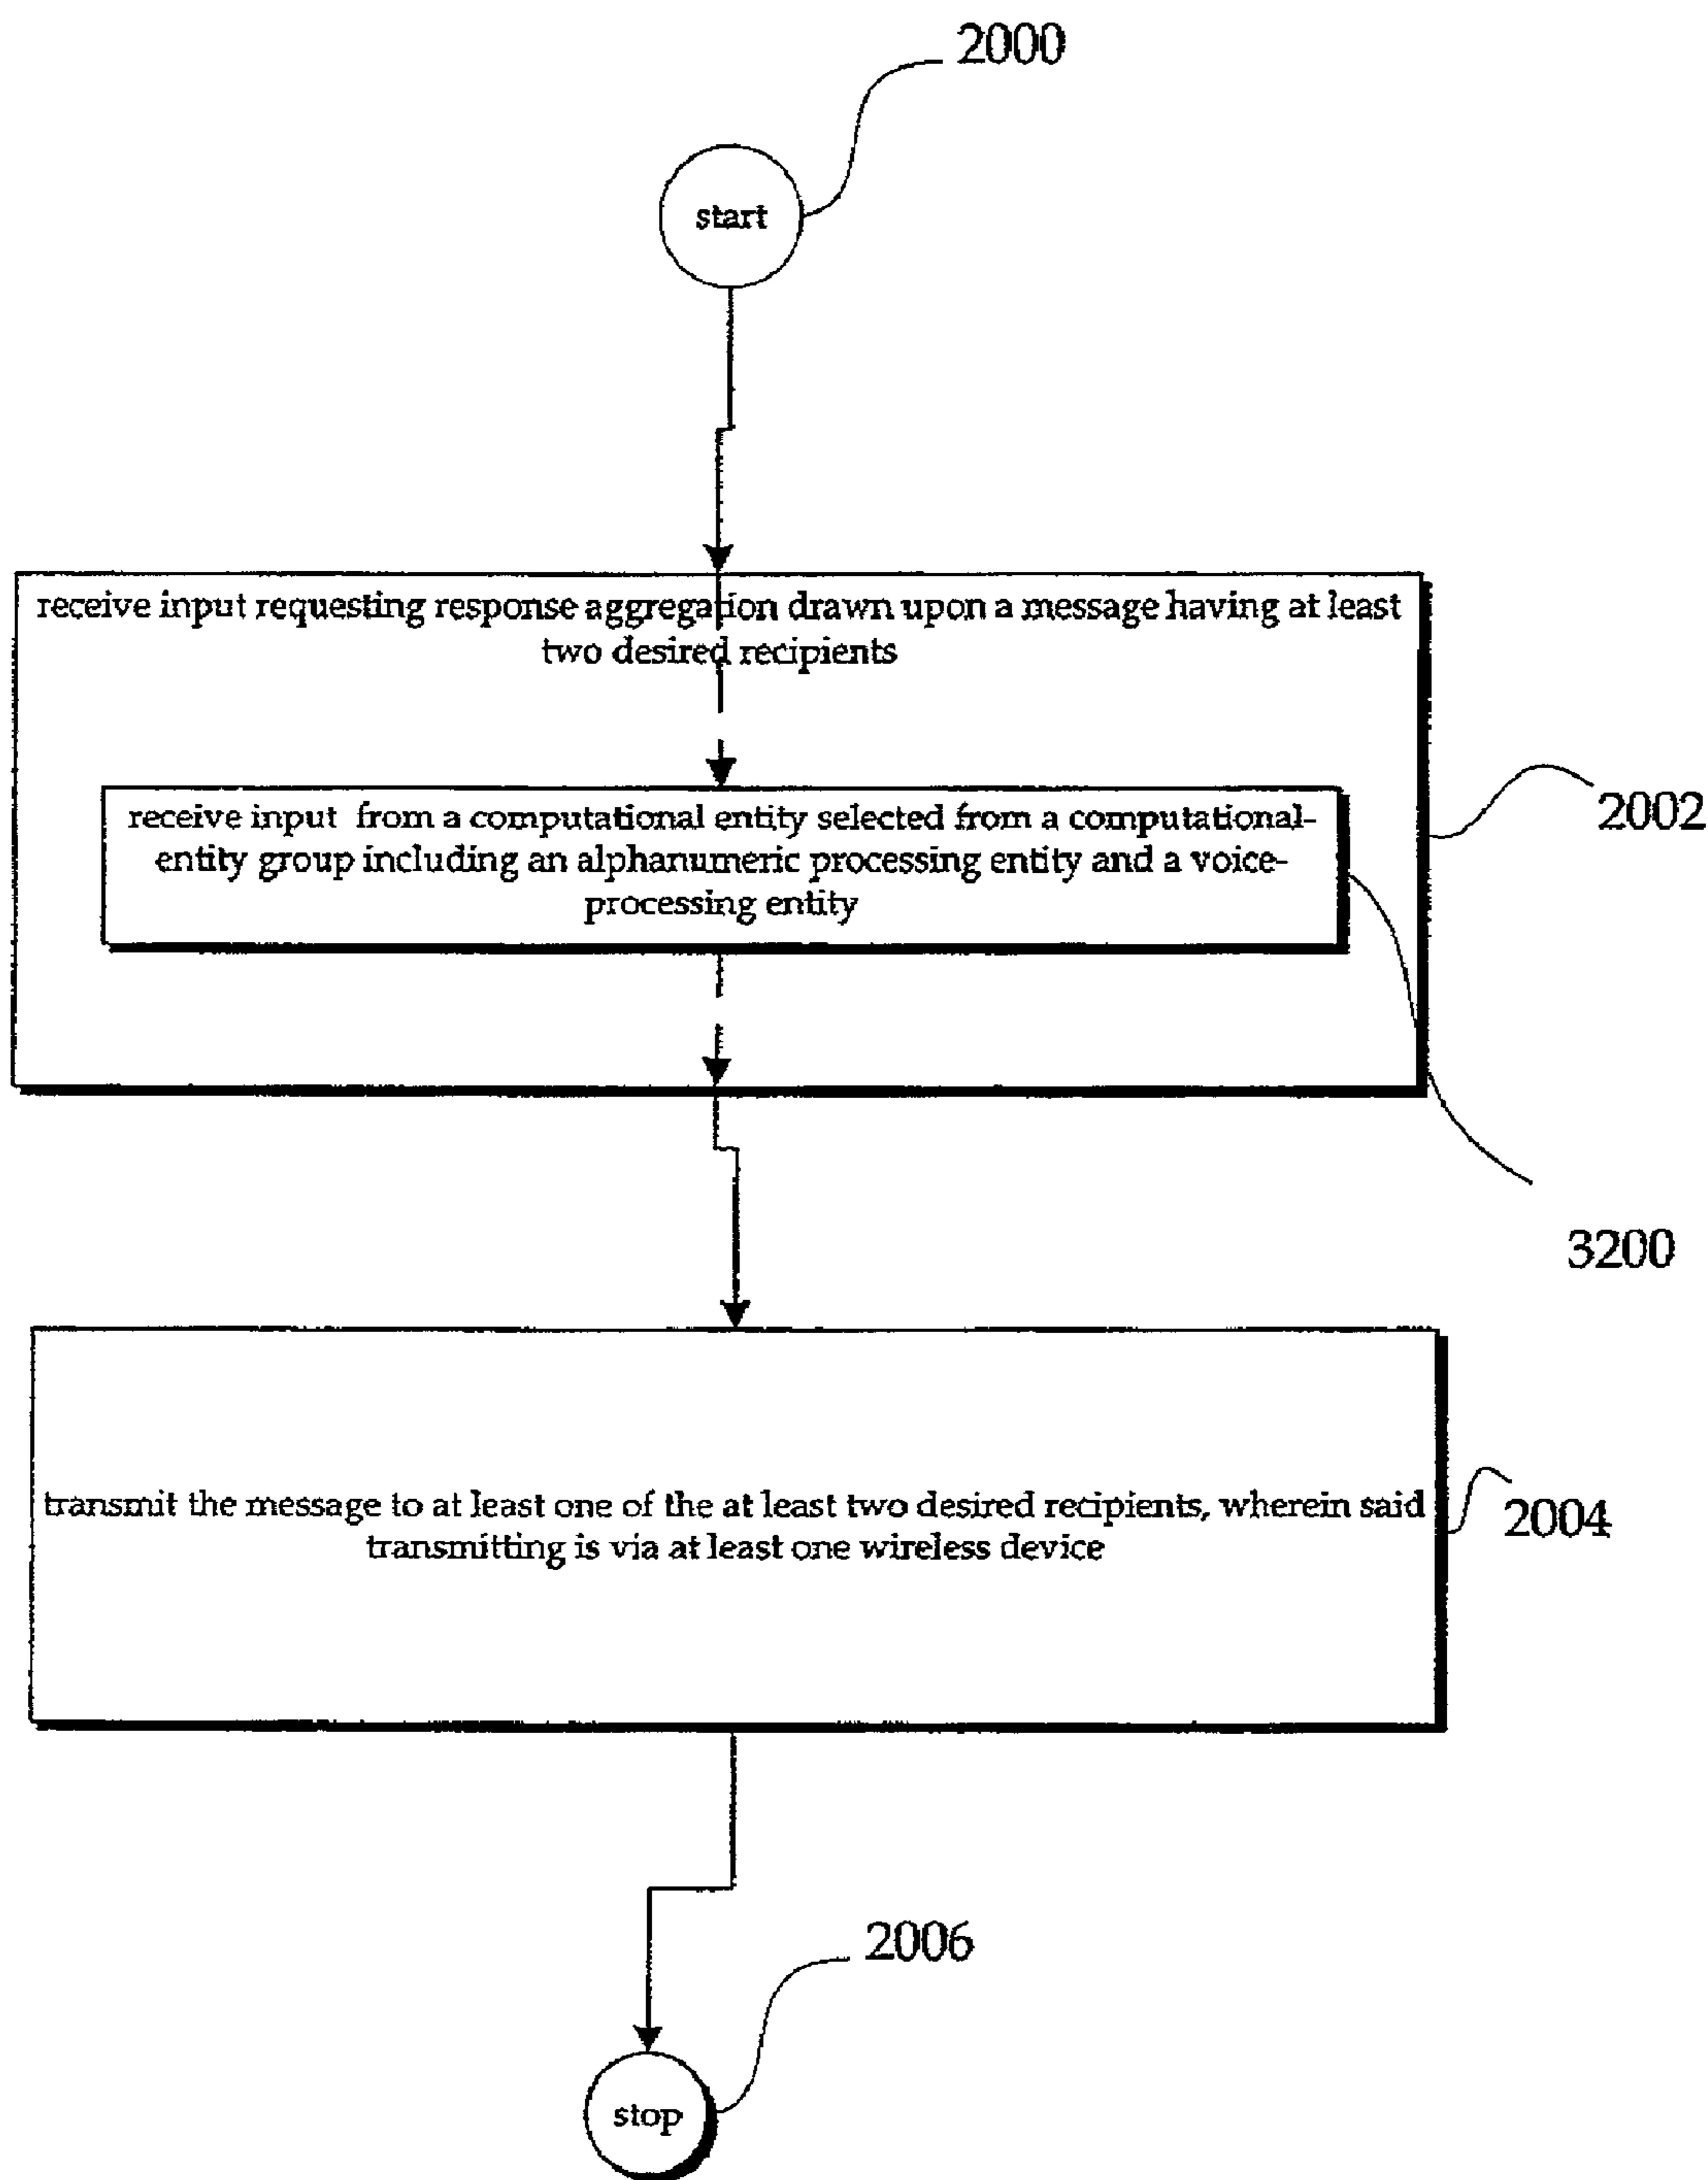 2000
start
receive input requesting response aggregation drawn upon a message having at least
two desired recipients
receive input from a computational entity selected from a computational-
entity group including an alphanumeric processing entity and a voice-
processing entity
2002
3200
transmit the message to at least one of the at least two desired recipients, wherein said
transmitting is via at least one wireless device
2004
2006
stop